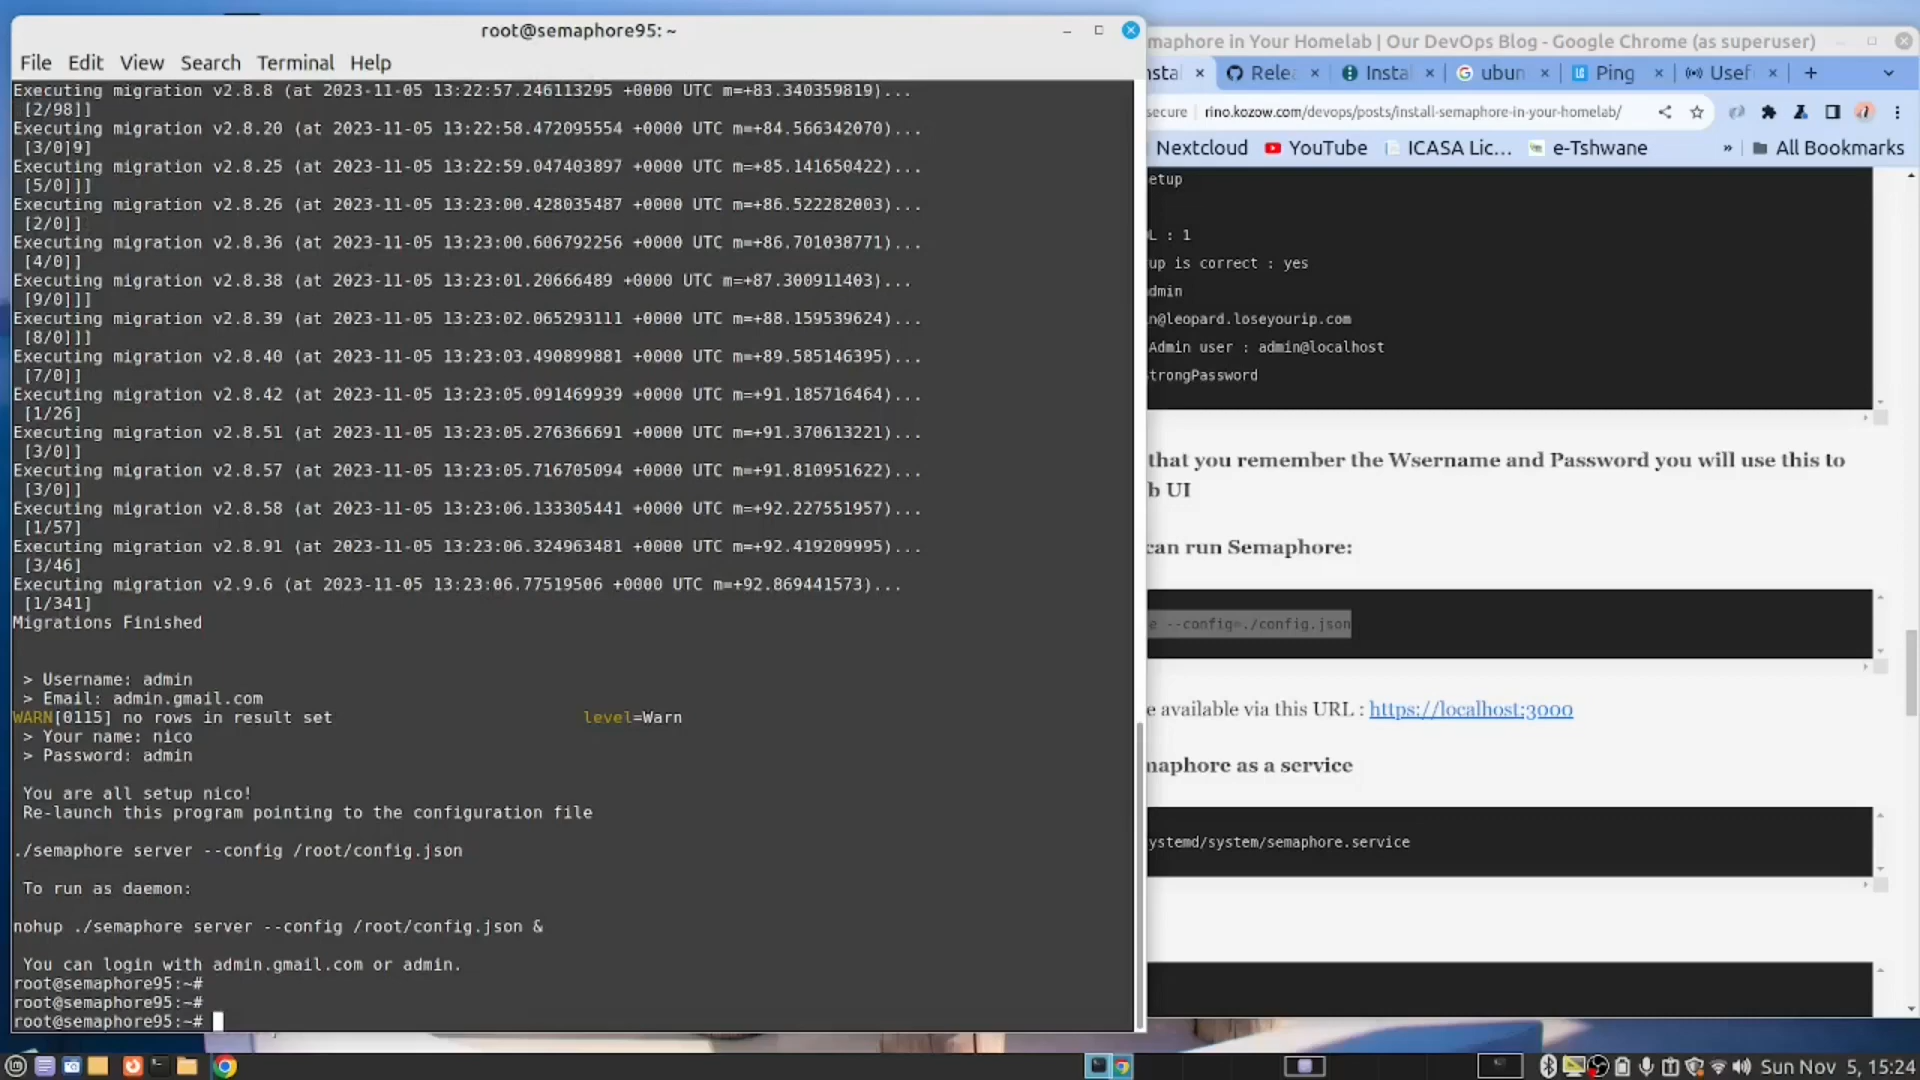 root@semaphore95: ~
File Edit View Search Terminal Help
Executing migration v2.8.8 (at 2023-11-05 13:22:57.246113295 +0000 UTC m=+83.340359819)...
[2/98]]
Executing migration v2.8.20 (at 2023-11-05 13:22:58.472095554 +0000 UTC m=+84.566342070)...
[3/0]9]
Executing migration v2.8.25 (at 2023-11-05 13:22:59.047403897 +0000 UTC m=+85.141650422)...
[5/0]]]
Executing migration v2.8.26 (at 2023-11-05 13:23:00.428035487 +0000 UTC m=+86.522282003)...
[2/0]]
Executing migration v2.8.36 (at 2023-11-05 13:23:00.606792256 +0000 UTC m=+86.701038771)...
[4/0]]
Executing migration v2.8.38 (at 2023-11-05 13:23:01.20666489 +0000 UTC m=+87.300911403)...
[9/0]]]
Executing migration v2.8.39 (at 2023-11-05 13:23:02.065293111 +0000 UTC m=+88.159539624)...
[8/0]]]
Executing migration v2.8.40 (at 2023-11-05 13:23:03.490899881 +0000 UTC m=+89.585146395)...
[7/0]]
Executing migration v2.8.42 (at 2023-11-05 13:23:05.091469939 +0000 UTC m=+91.185716464)...
[1/26]
Executing migration v2.8.51 (at 2023-11-05 13:23:05.276366691 +0000 UTC m=+91.370613221)...
[3/0]]
Executing migration v2.8.57 (at 2023-11-05 13:23:05.716705094 +0000 UTC m=+91.810951622)...
[3/0]]
Executing migration v2.8.58 (at 2023-11-05 13:23:06.133305441 +0000 UTC m=+92.227551957)...
[1/57]
Executing migration v2.8.91 (at 2023-11-05 13:23:06.324963481 +0000 UTC m=+92.419209995)...
[3/46]
Executing migration v2.9.6 (at 2023-11-05 13:23:06.77519506 +0000 UTC m=+92.869441573)...
[1/341]
Migrations Finished
> Username: admin
> Email: admin.gmail.com
WARN[0115] no rows in result set level=Warn
> Your name: nico
> Password: admin
You are all setup nico!
Re-launch this program pointing to the configuration file
./semaphore server --config /root/config.json
To run as daemon:
nohup ./semaphore server --config /root/config.json &
You can login with admin.gmail.com or admin.
root@semaphore95:~#
root@semaphore95:~#
root@semaphore95:~#
maphore in Your Homelab | Our DevOps Blog - Google Chrome (as superuser)
nstal Relea Instal ubun Ping Usef
secure rino.kozow.com/devops/posts/install-semaphore-in-your-homelab/
Nextcloud YouTube ICASA Lic... e-Tshwane » All Bookmarks
etup
L : 1
up is correct : yes
dmin
n@leopard.loseyourip.com
Admin user : admin@localhost
trongPassword
that you remember the Wsername and Password you will use this to
b UI
can run Semaphore:
e --config=./config.json
e available via this URL : https://localhost:3000
maphore as a service
ystemd/system/semaphore.service
Sun Nov 5, 15:24